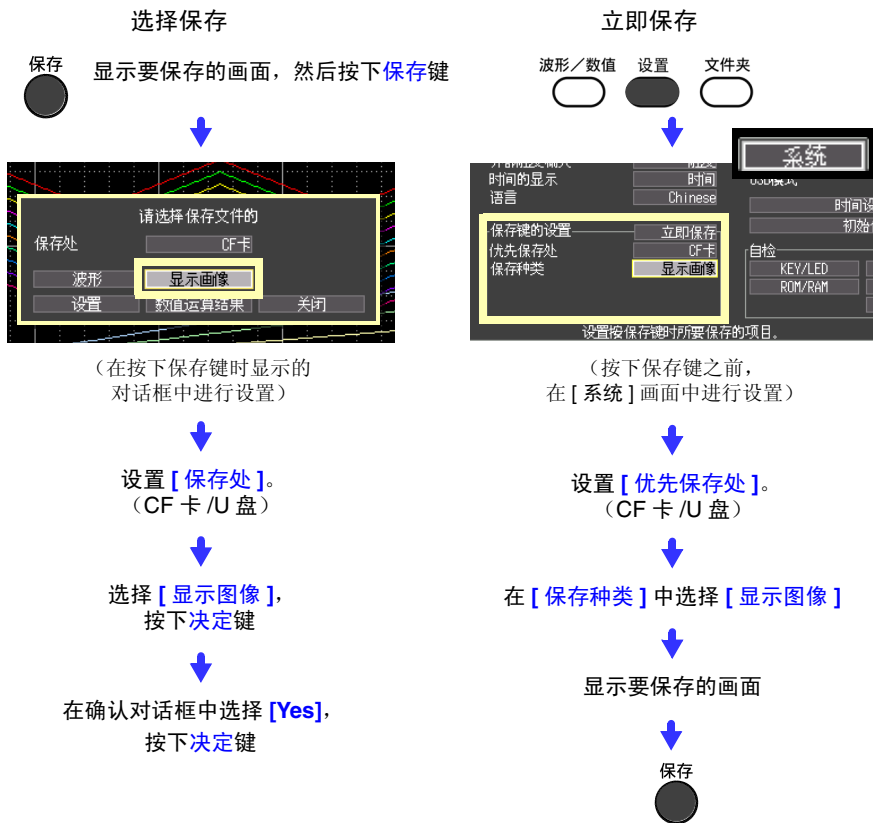 选择保存
保存
显示要保存的画面，然后按下保存键
请选择保存文件的
保存处 CF卡
波形 显示画像
设置 数值运算结果 关闭
（在按下保存键时显示的
对话框中进行设置）
设置 [ 保存处 ]。
（CF 卡 /U 盘）
选择 [ 显示图像 ]，
按下决定键
在确认对话框中选择 [Yes]，
按下决定键
立即保存
波形／数值 设置 文件夹
系统
时间的显示 时间
语言 Chinese
时间设
初始
保存键的设置 立即保存
优先保存处 CF卡
保存种类 显示画像
自检
KEY/LED
ROM/RAM
设置按保存键时所要保存的项目。
（按下保存键之前，
在 [ 系统 ] 画面中进行设置）
设置 [ 优先保存处 ]。
（CF 卡 /U 盘）
在 [ 保存种类 ] 中选择 [ 显示图像 ]
显示要保存的画面
保存